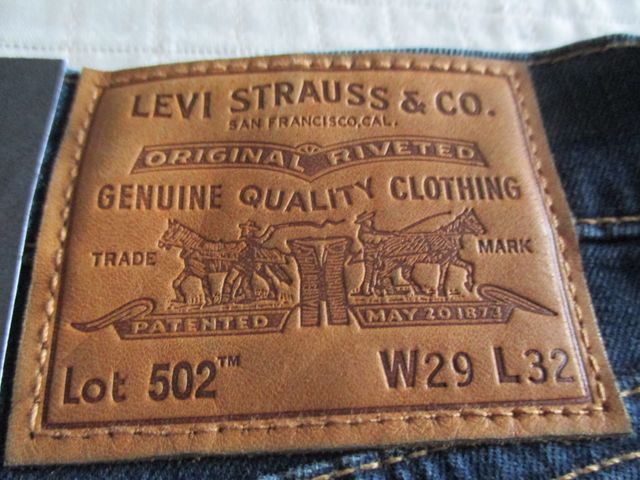 LEVI STRAUSS & CO.
SAN FRANCISCO, CAL.
ORIGINAL RIVETED
GENUINE QUALITY CLOTHING
TRADE MARK
PATENTED MAY 20 1873
Lot 502™ W29 L32